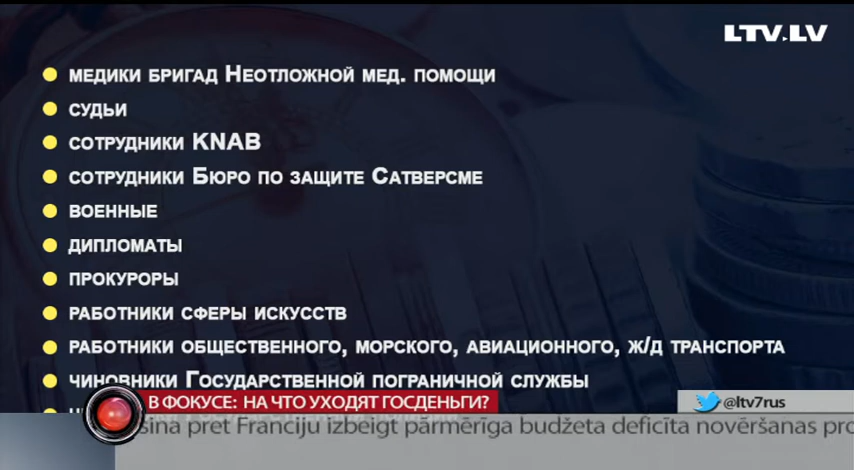 LTV.LV
• МЕДИКИ БРИГАД НЕОТЛОЖНОЙ МЕД. ПОМОЩИ
• СУДЬИ
• СОТРУДНИКИ KNAB
• СОТРУДНИКИ БЮРО ПО ЗАЩИТЕ САТВЕРСМЕ
• ВОЕННЫЕ
• ДИПЛОМАТЫ
• ПРОКУРОРЫ
• РАБОТНИКИ СФЕРЫ ИСКУССТВ
• РАБОТНИКИ ОБЩЕСТВЕННОГО, МОРСКОГО, АВИАЦИОННОГО, Ж/Д ТРАНСПОРТА
• ЧИНОВНИКИ ГОСУДАРСТВЕННОЙ ПОГРАНИЧНОЙ СЛУЖБЫ
В ФОКУСЕ: НА ЧТО УХОДЯТ ГОСДЕНЬГИ?
@ltv7rus
pret Franciju izbeigt pārmērīga budžeta deficīta novēršanas